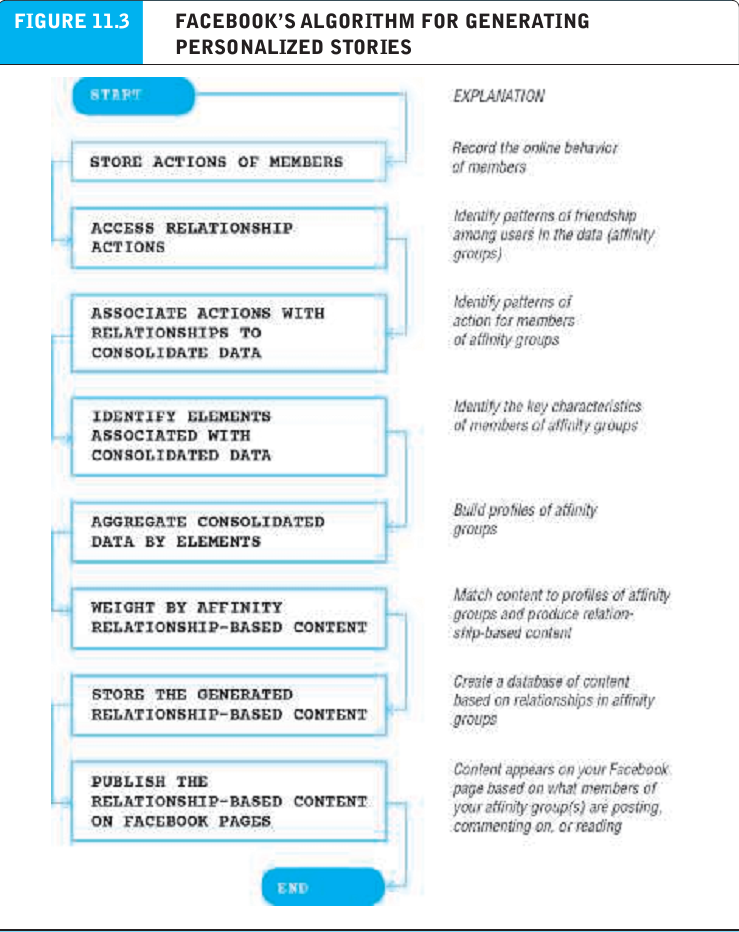 FIGURE 11.3
FACEBOOK'S ALGORITHM FOR GENERATING
PERSONALIZED STORIES
START
EXPLANATION
STORE ACTIONS OF MEMBERS
Record the online behavior
of members
ACCESS RELATIONSHIP
ACTIONS
Identify patterns of friendship
among users in the data (affinity
groups)
ASSOCIATE ACTIONS WITH
RELATIONSHIPS TO
CONSOLIDATE DATA
Identify patterns of
action for members
of affinity groups
IDENTIFY ELEMENTS
ASSOCIATED WITH
CONSOLIDATED DATA
Identify the key characteristics
of members of affinity groups
AGGREGATE CONSOLIDATED
DATA BY ELEMENTS
Build profiles of affinity
groups
WEIGHT BY AFFINITY
RELATIONSHIP-BASED CONTENT
Match content to profiles of affinity
groups and produce relation-
ship-based content
STORE THE GENERATED
RELATIONSHIP-BASED CONTENT
Create a database of content
based on relationships in affinity
groups
PUBLISH THE
RELATIONSHIP-BASED CONTENT
ON FACEBOOK PAGES
Content appears on your Facebook
page based on what members of
your affinity group(s) are posting,
commenting on, or reading
END